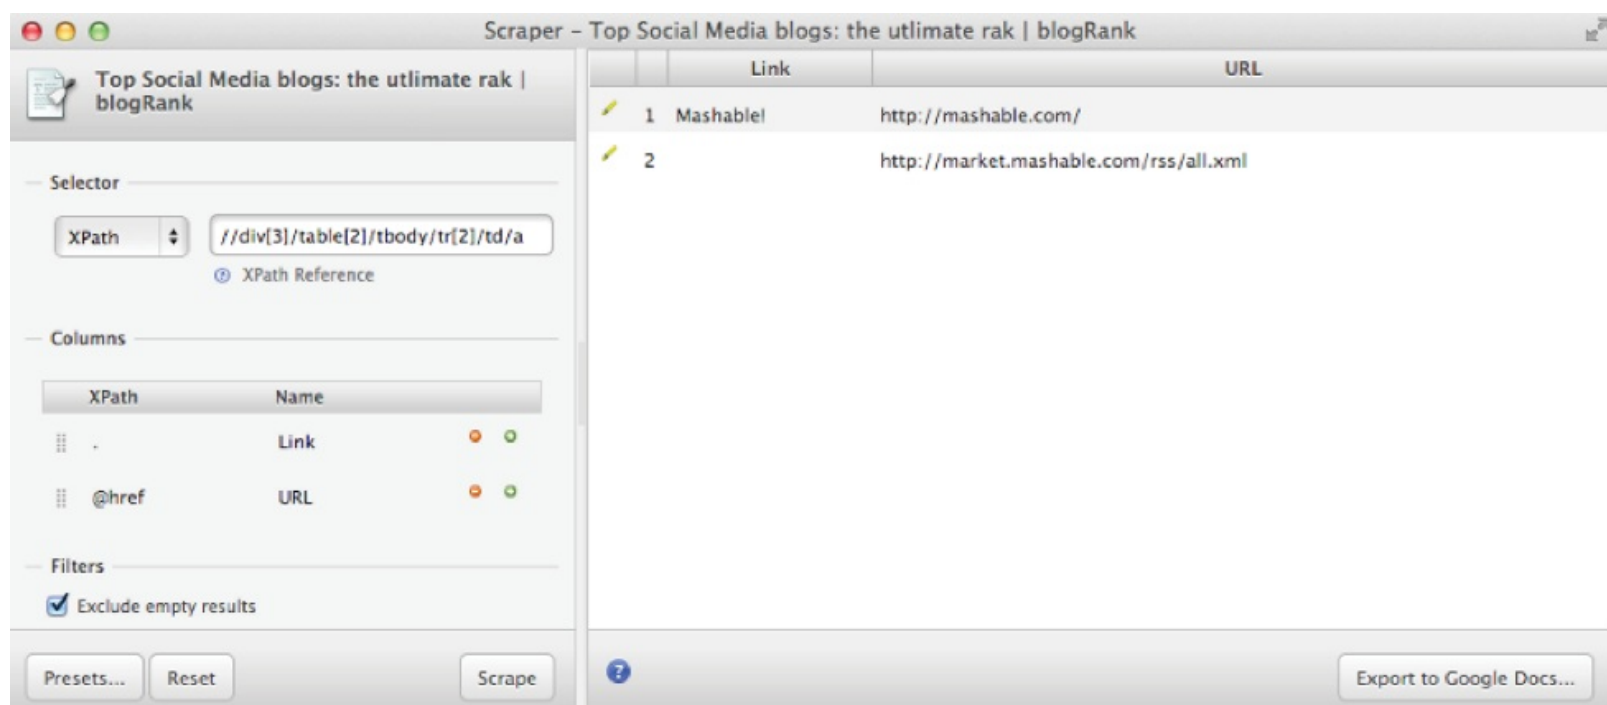 Scraper – Top Social Media blogs: the utlimate rak | blogRank
Top Social Media blogs: the utlimate rak |
blogRank
Selector
XPath
//div[3]/table[2]/tbody/tr[2]/td/a
? XPath Reference
Columns
XPath Name
. Link
@href URL
Filters
Exclude empty results
Presets... Reset Scrape
Link URL
1 Mashable! http://mashable.com/
2 http://market.mashable.com/rss/all.xml
? Export to Google Docs...